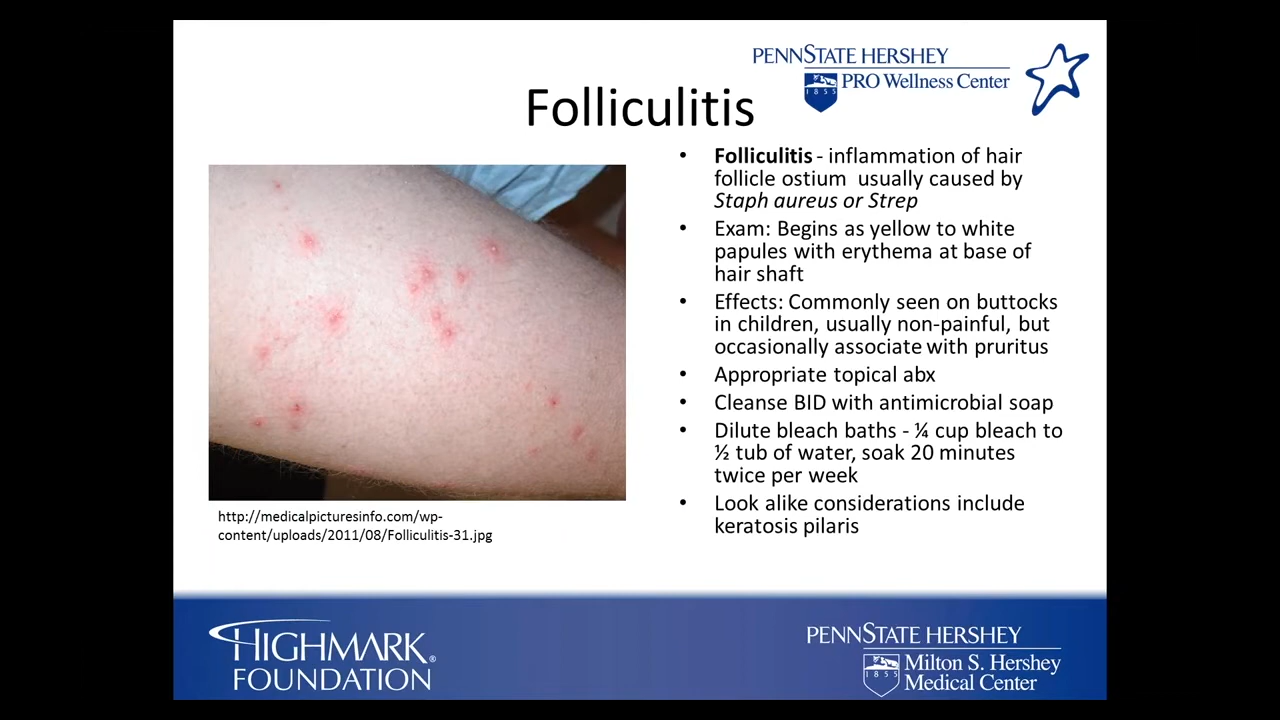 PENNSTATE HERSHEY
PRO Wellness Center
1855
Folliculitis
• Folliculitis - inflammation of hair
follicle ostium usually caused by
Staph aureus or Strep
• Exam: Begins as yellow to white
papules with erythema at base of
hair shaft
• Effects: Commonly seen on buttocks
in children, usually non-painful, but
occasionally associate with pruritus
• Appropriate topical abx
• Cleanse BID with antimicrobial soap
• Dilute bleach baths - ¼ cup bleach to
½ tub of water, soak 20 minutes
twice per week
• Look alike considerations include
keratosis pilaris
http://medicalpicturesinfo.com/wp-
content/uploads/2011/08/Folliculitis-31.jpg
HIGHMARK®
FOUNDATION
PENNSTATE HERSHEY
Milton S. Hershey
1855
Medical Center